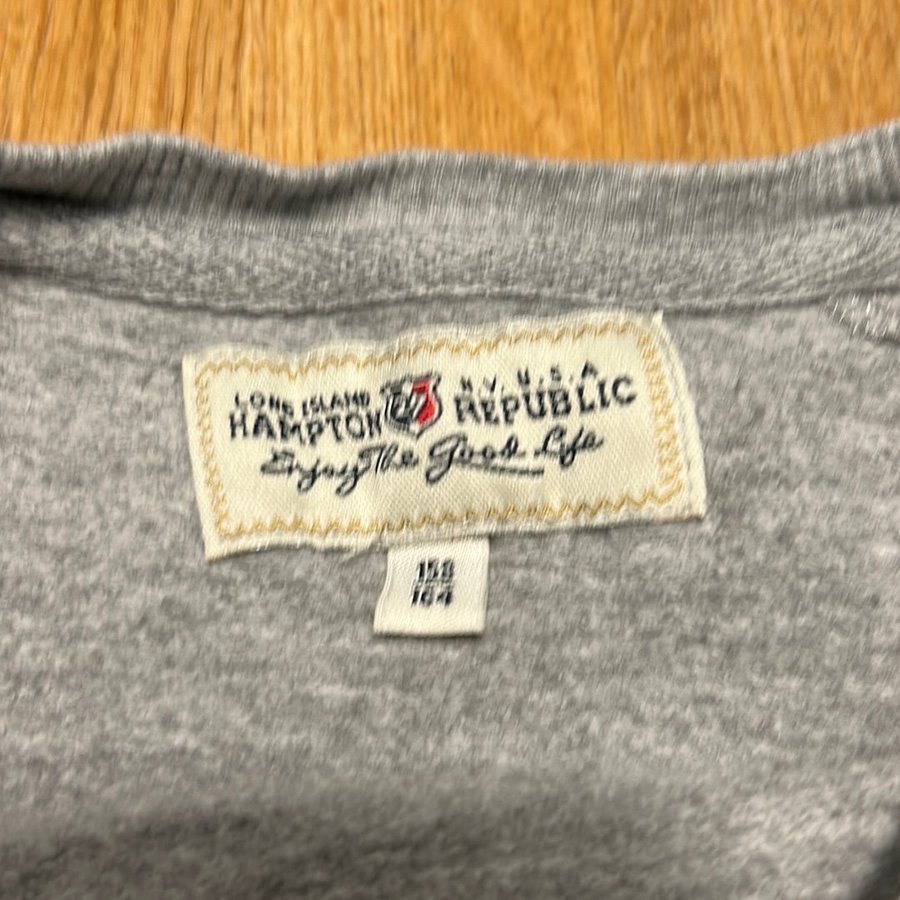 LONG ISLAND N.Y. U.S.A
HAMPTON REPUBLIC
Enjoy The Good Life
158
164